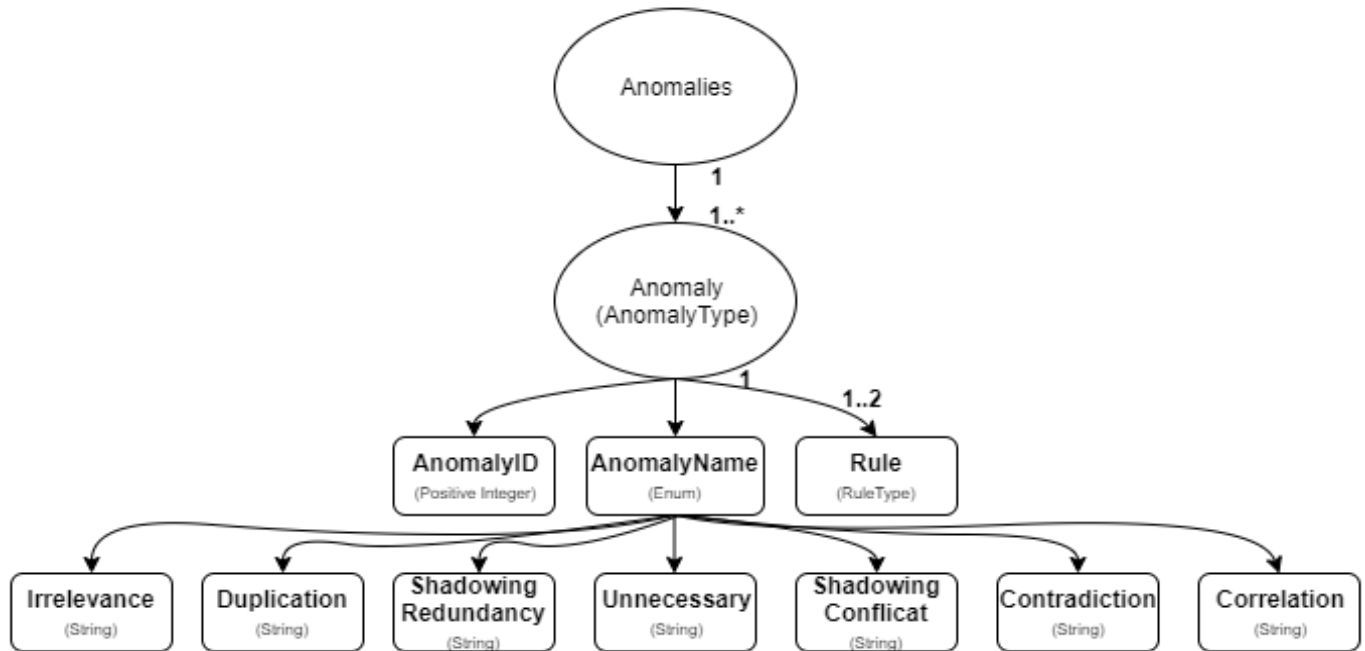 Anomalies
1
1..*
Anomaly
(AnomalyType)
1
1..2
AnomalyID
(Positive Integer)
AnomalyName
(Enum)
Rule
(RuleType)
Irrelevance
(String)
Duplication
(String)
Shadowing
Redundancy
(String)
Unnecessary
(String)
Shadowing
Conflicat
(String)
Contradiction
(String)
Correlation
(String)